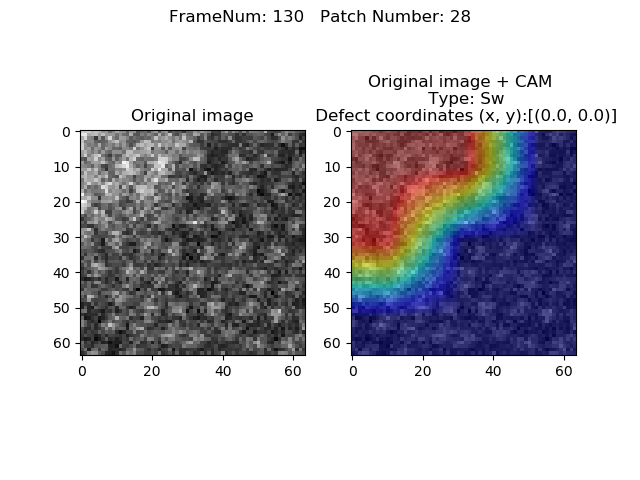 FrameNum: 130   Patch Number: 28
Original image
Original image + CAM
Type: Sw
Defect coordinates (x, y):[(0.0, 0.0)]
0
10
20
30
40
50
60
0 20 40 60
0
10
20
30
40
50
60
0 20 40 60